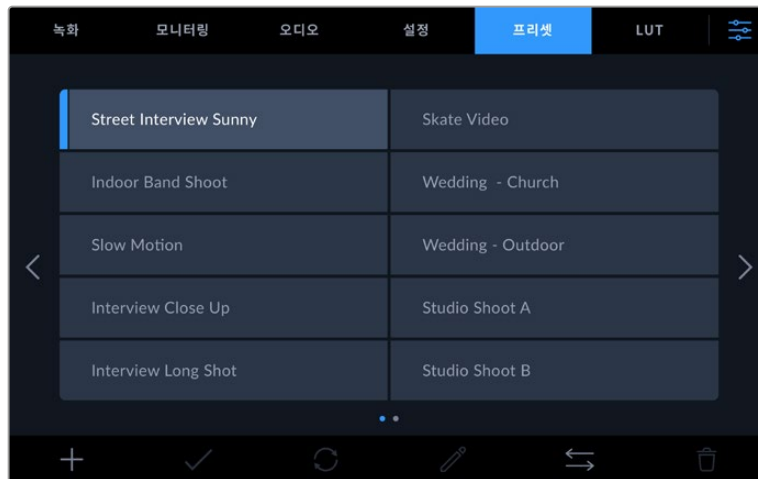 녹화 모니터링 오디오 설정 프리셋 LUT
Street Interview Sunny Skate Video
Indoor Band Shoot Wedding - Church
Slow Motion Wedding - Outdoor
Interview Close Up Studio Shoot A
Interview Long Shot Studio Shoot B